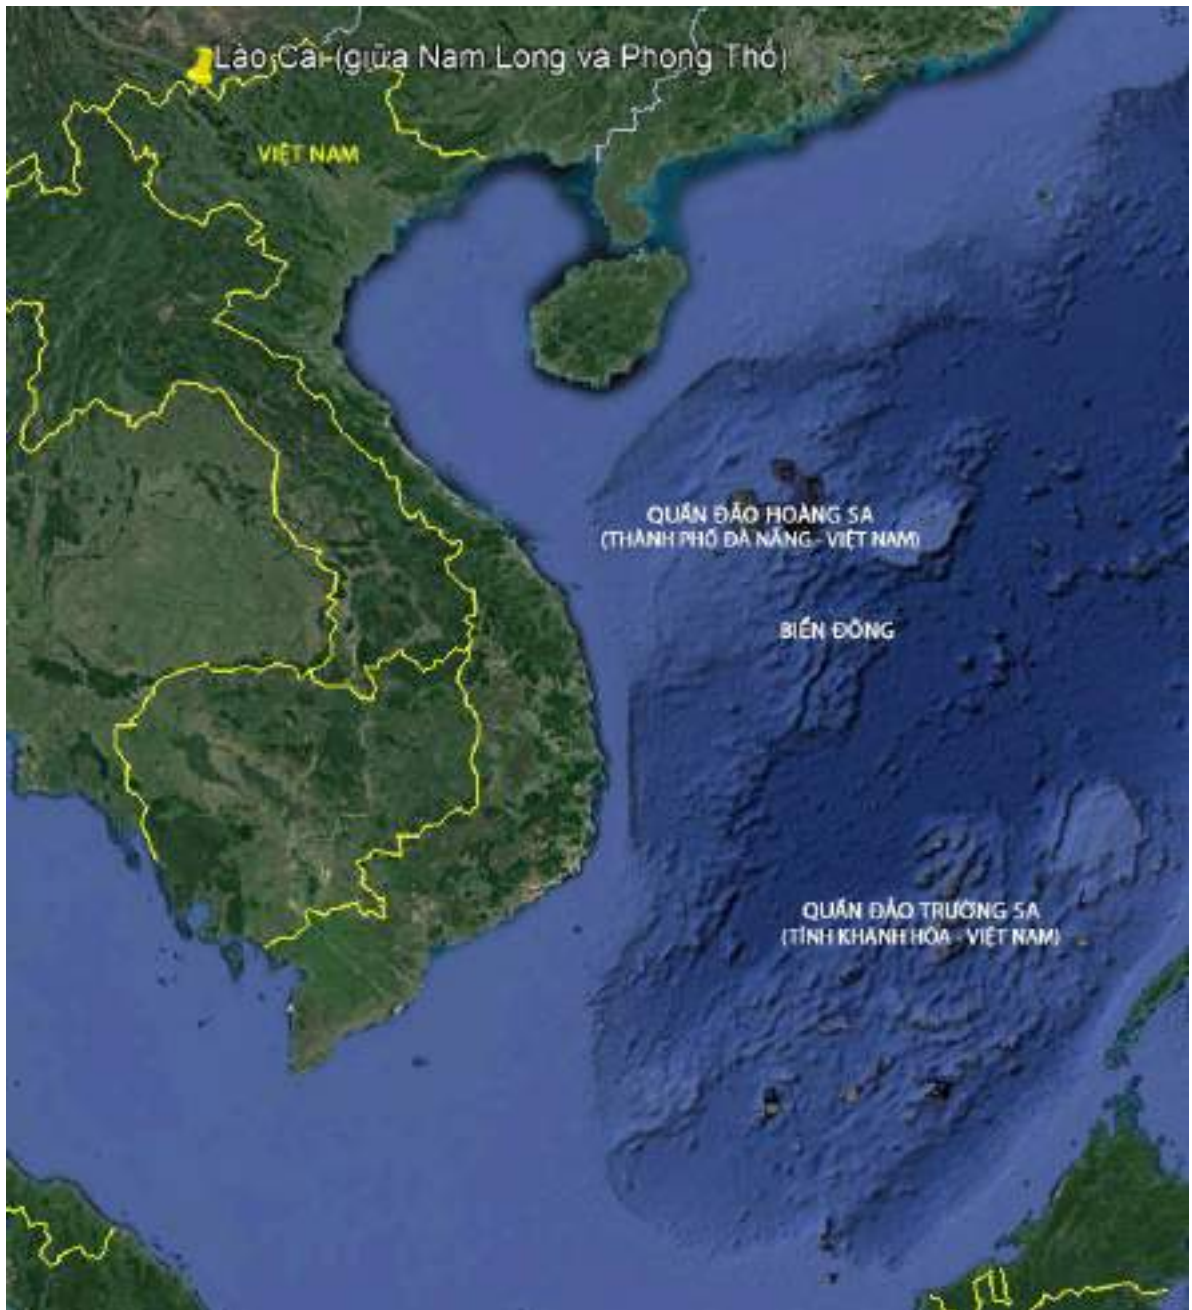 Lào Cai (giữa Nam Long và Phong Thổ)
VIỆT NAM
QUẦN ĐẢO HOÀNG SA
(THÀNH PHỐ ĐÀ NẴNG - VIỆT NAM)
BIỂN ĐÔNG
QUẦN ĐẢO TRƯỜNG SA
(TỈNH KHÁNH HÒA - VIỆT NAM)